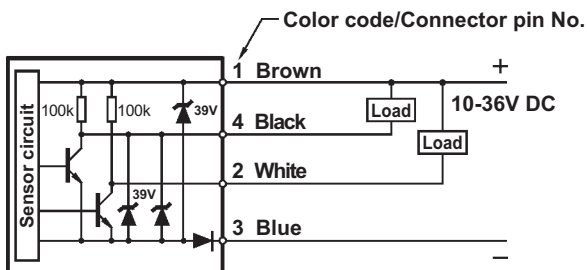 Color code/Connector pin No.
1 Brown
+
100k
100k
39V
Load
10-36V DC
4 Black
Load
Sensor circuit
2 White
39V
3 Blue
−